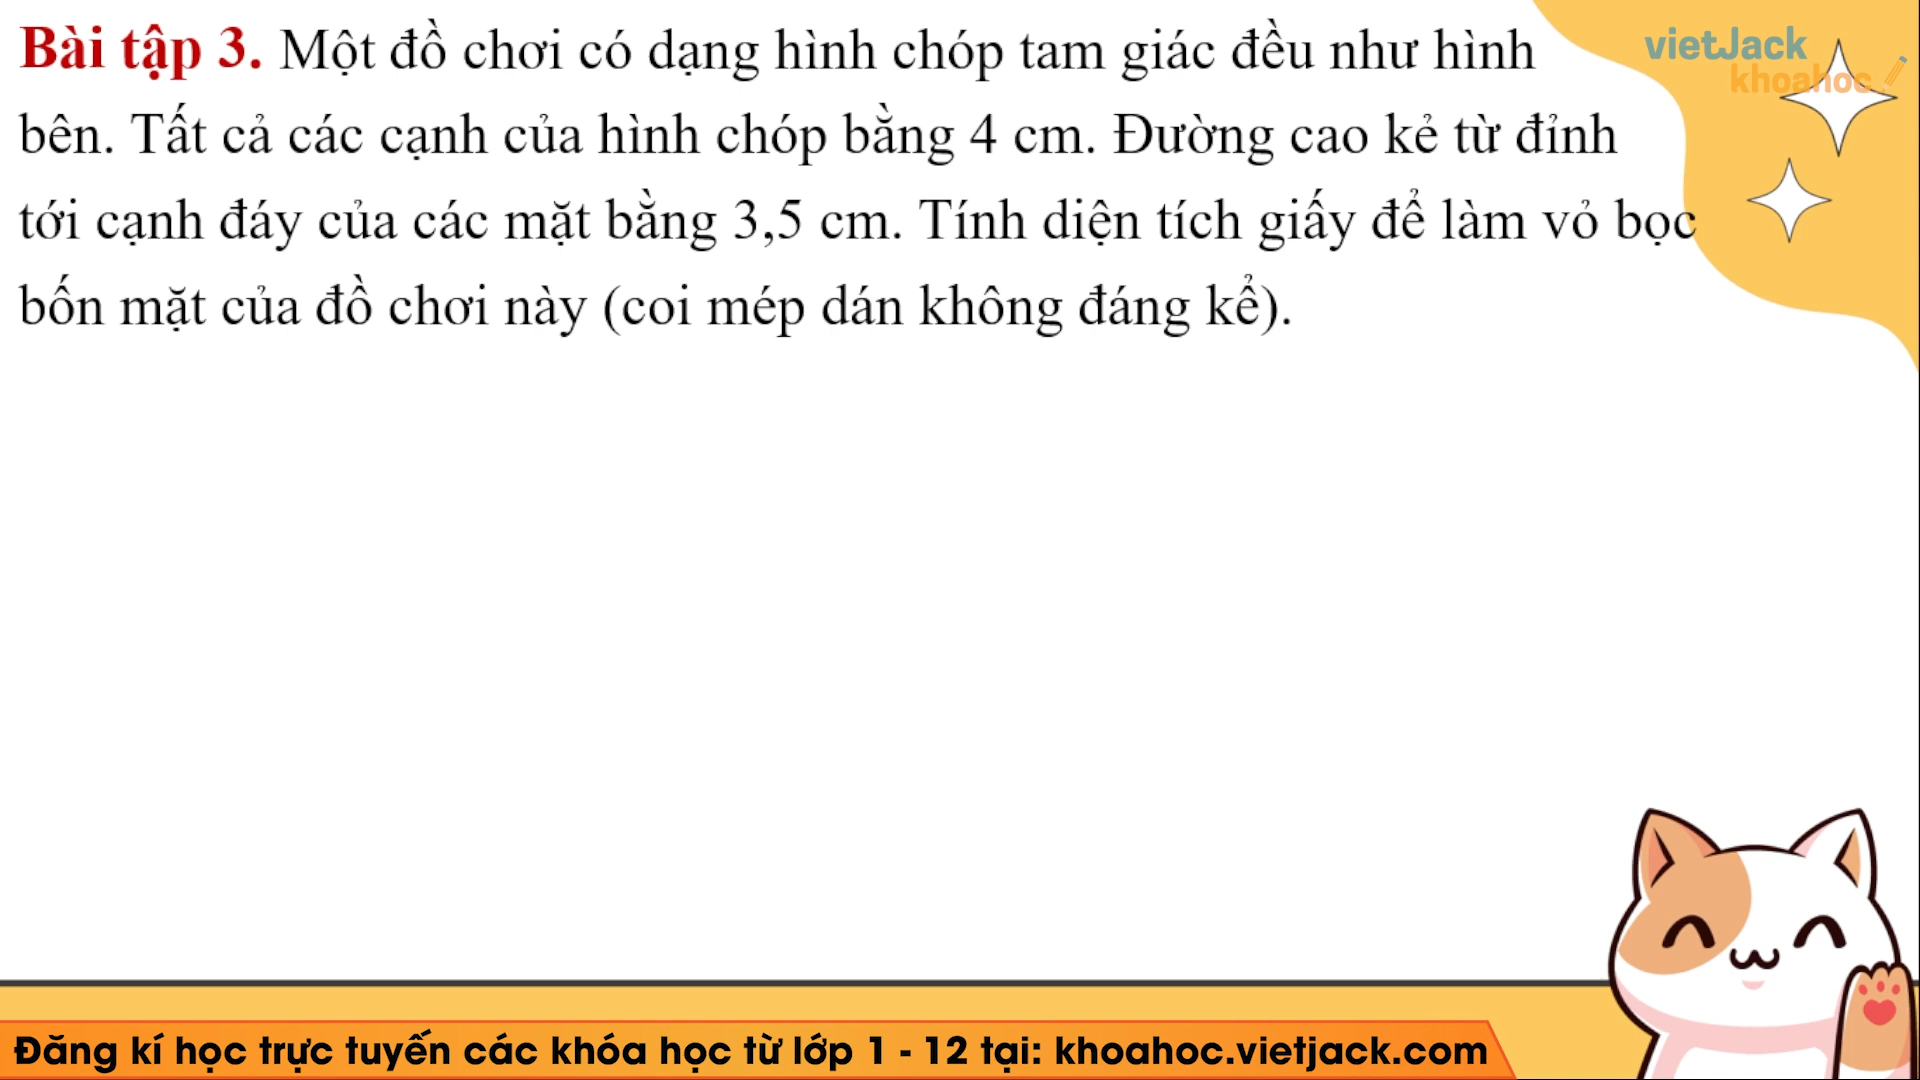 Bài tập 3. Một đồ chơi có dạng hình chóp tam giác đều như hình
bên. Tất cả các cạnh của hình chóp bằng 4 cm. Đường cao kẻ từ đỉnh
tới cạnh đáy của các mặt bằng 3,5 cm. Tính diện tích giấy để làm vỏ bọc
bốn mặt của đồ chơi này (coi mép dán không đáng kể).
vietJack
khoahoc
Đăng kí học trực tuyến các khóa học từ lớp 1 - 12 tại: khoahoc.vietjack.com